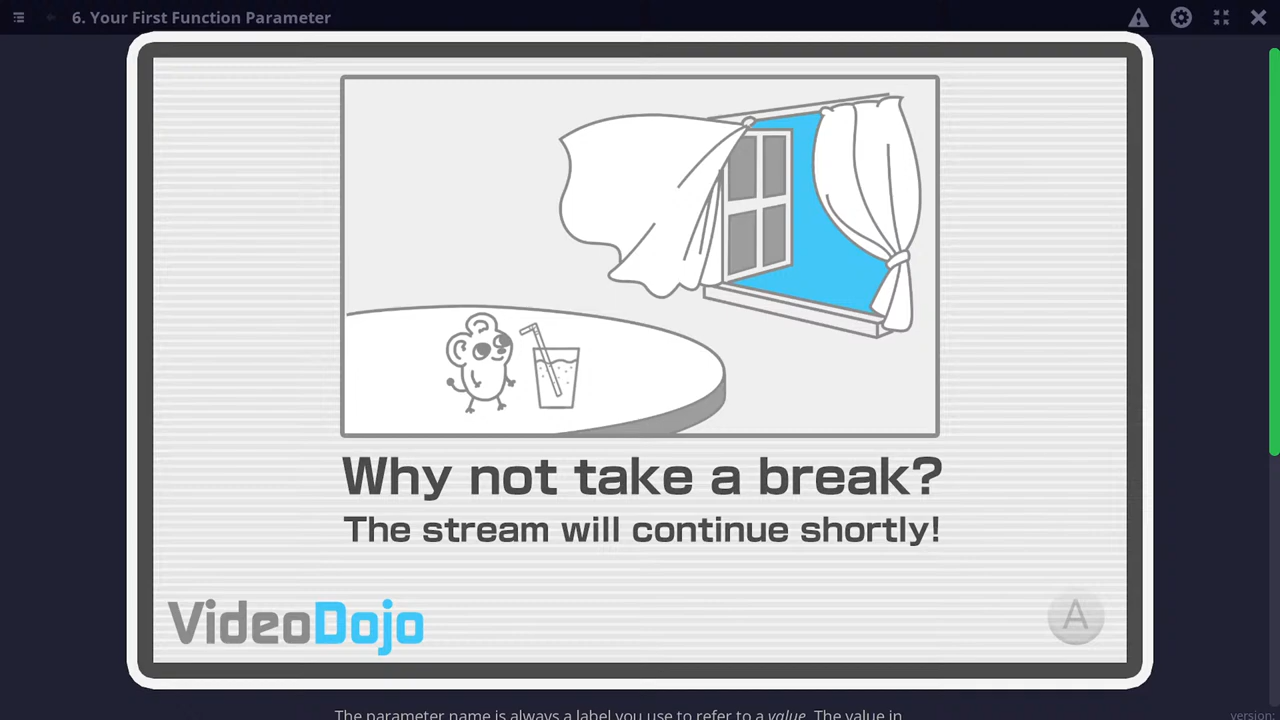 6. Your First Function Parameter
Why not take a break?
The stream will continue shortly!
VideoDojo
A
The parameter name is always a label you use to refer to a value. The value in
version: